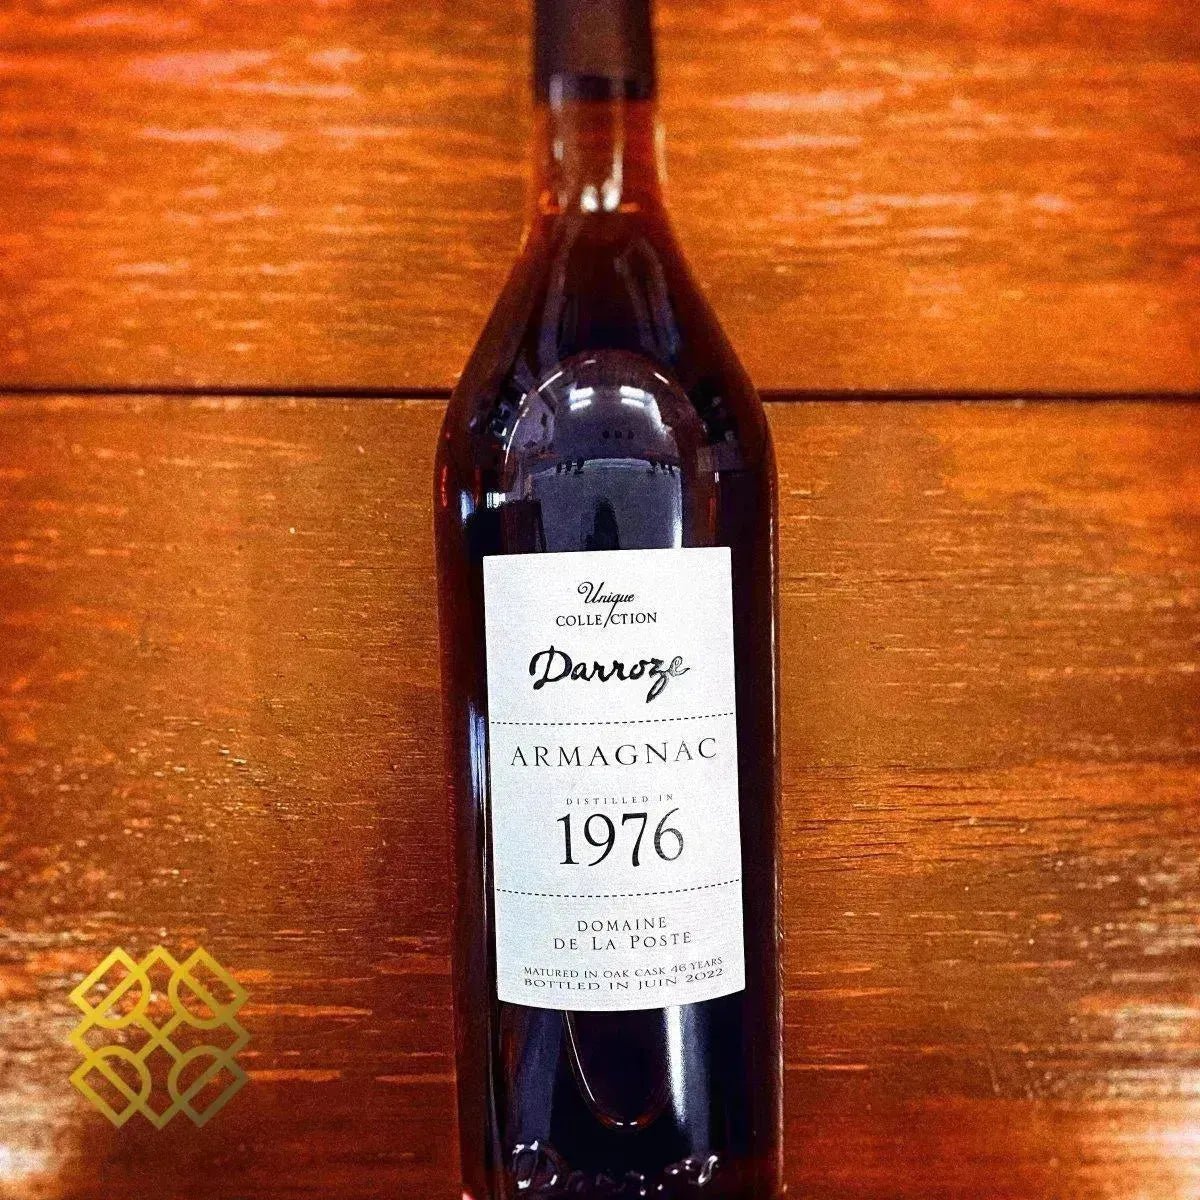 Unique
COLLECTION
Darroze
ARMAGNAC
DISTILLED IN
1976
DOMAINE
DE LA POSTE
MATURED IN OAK CASK 46 YEARS
BOTTLED IN JUIN 2022
Darroze